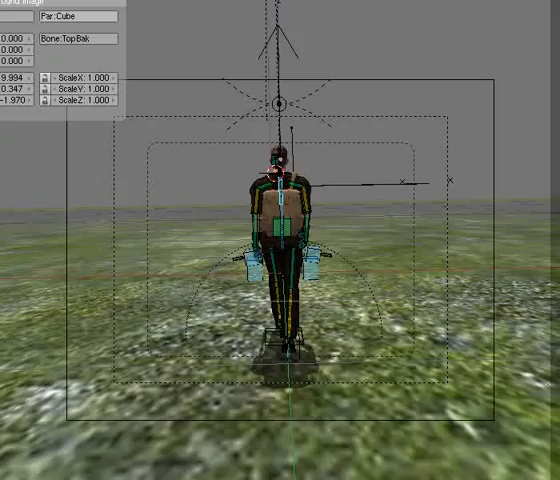 Par:Cube
0.000 Bone:TopBak
0.000
0.000
9.994 ScaleX: 1.000
0.347 ScaleY: 1.000
-1.970 ScaleZ: 1.000
x x